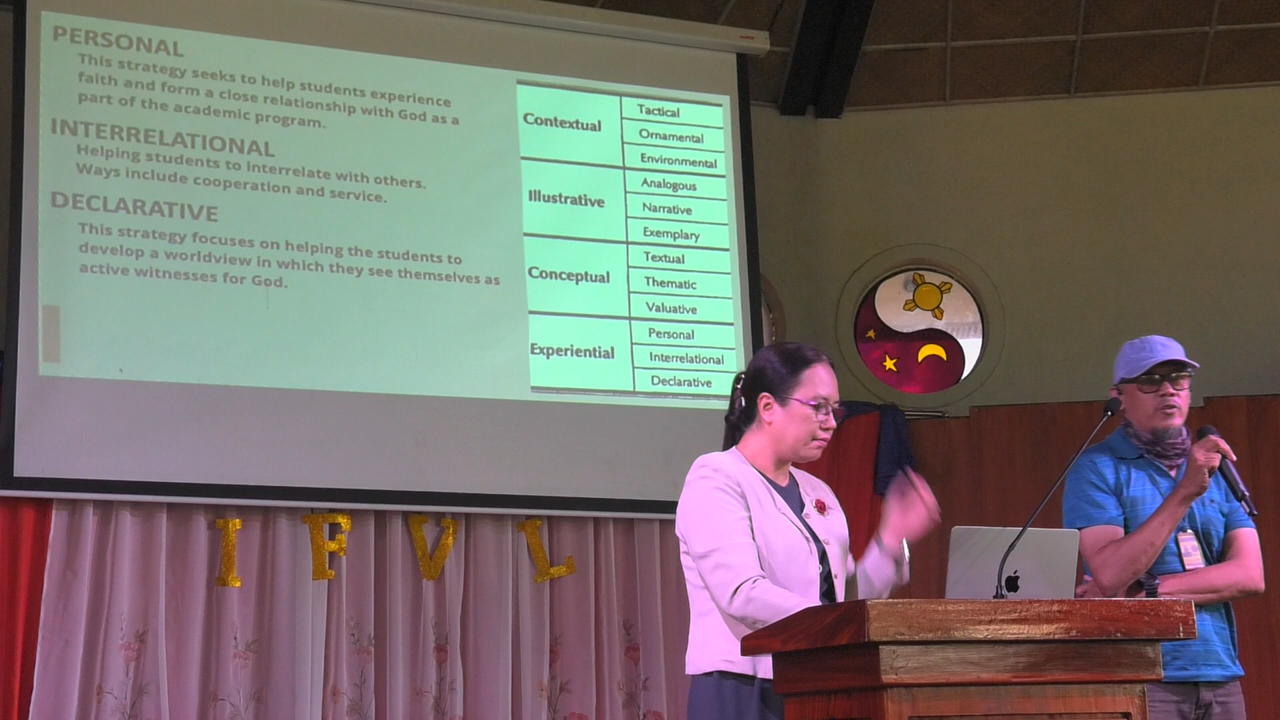 PERSONAL
This strategy seeks to help students experience
faith and form a close relationship with God as a
part of the academic program.
INTERRELATIONAL
Helping students to interrelate with others.
Ways include cooperation and service.
DECLARATIVE
This strategy focuses on helping the students to
develop a worldview in which they see themselves as
active witnesses for God.
Contextual
Tactical
Ornamental
Environmental
Illustrative
Analogous
Narrative
Exemplary
Conceptual
Textual
Thematic
Valuative
Experiential
Personal
Interrelational
Declarative
I F V L